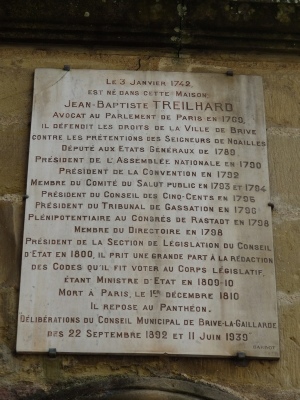 Le 3 Janvier 1742
est né dans cette Maison
Jean-Baptiste TREILHARD
Avocat au Parlement de Paris en 1760,
il défendit les droits de la Ville de Brive
contre les prétentions des Seigneurs de Noailles
Député aux Etats Généraux de 1789
Président de l'Assemblée nationale en 1790
Président de la Convention en 1792
Membre du Comité du Salut public en 1793 et 1794
Président du Conseil des Cinq-Cents en 1796
Président du Tribunal de Cassation en 1796
Plénipotentiaire au Congrès de Rastadt en 1798
Membre du Directoire en 1798
Président de la Section de Législation du Conseil
d'Etat en 1800, il prit une grande part à la rédaction
des Codes qu'il fit voter au Corps Législatif,
étant Ministre d'Etat en 1809-10
Mort à Paris, le 1er décembre 1810
Il repose au Panthéon.
Délibérations du Conseil Municipal de Brive-la-Gaillarde
des 22 Septembre 1892 et 11 Juin 1939